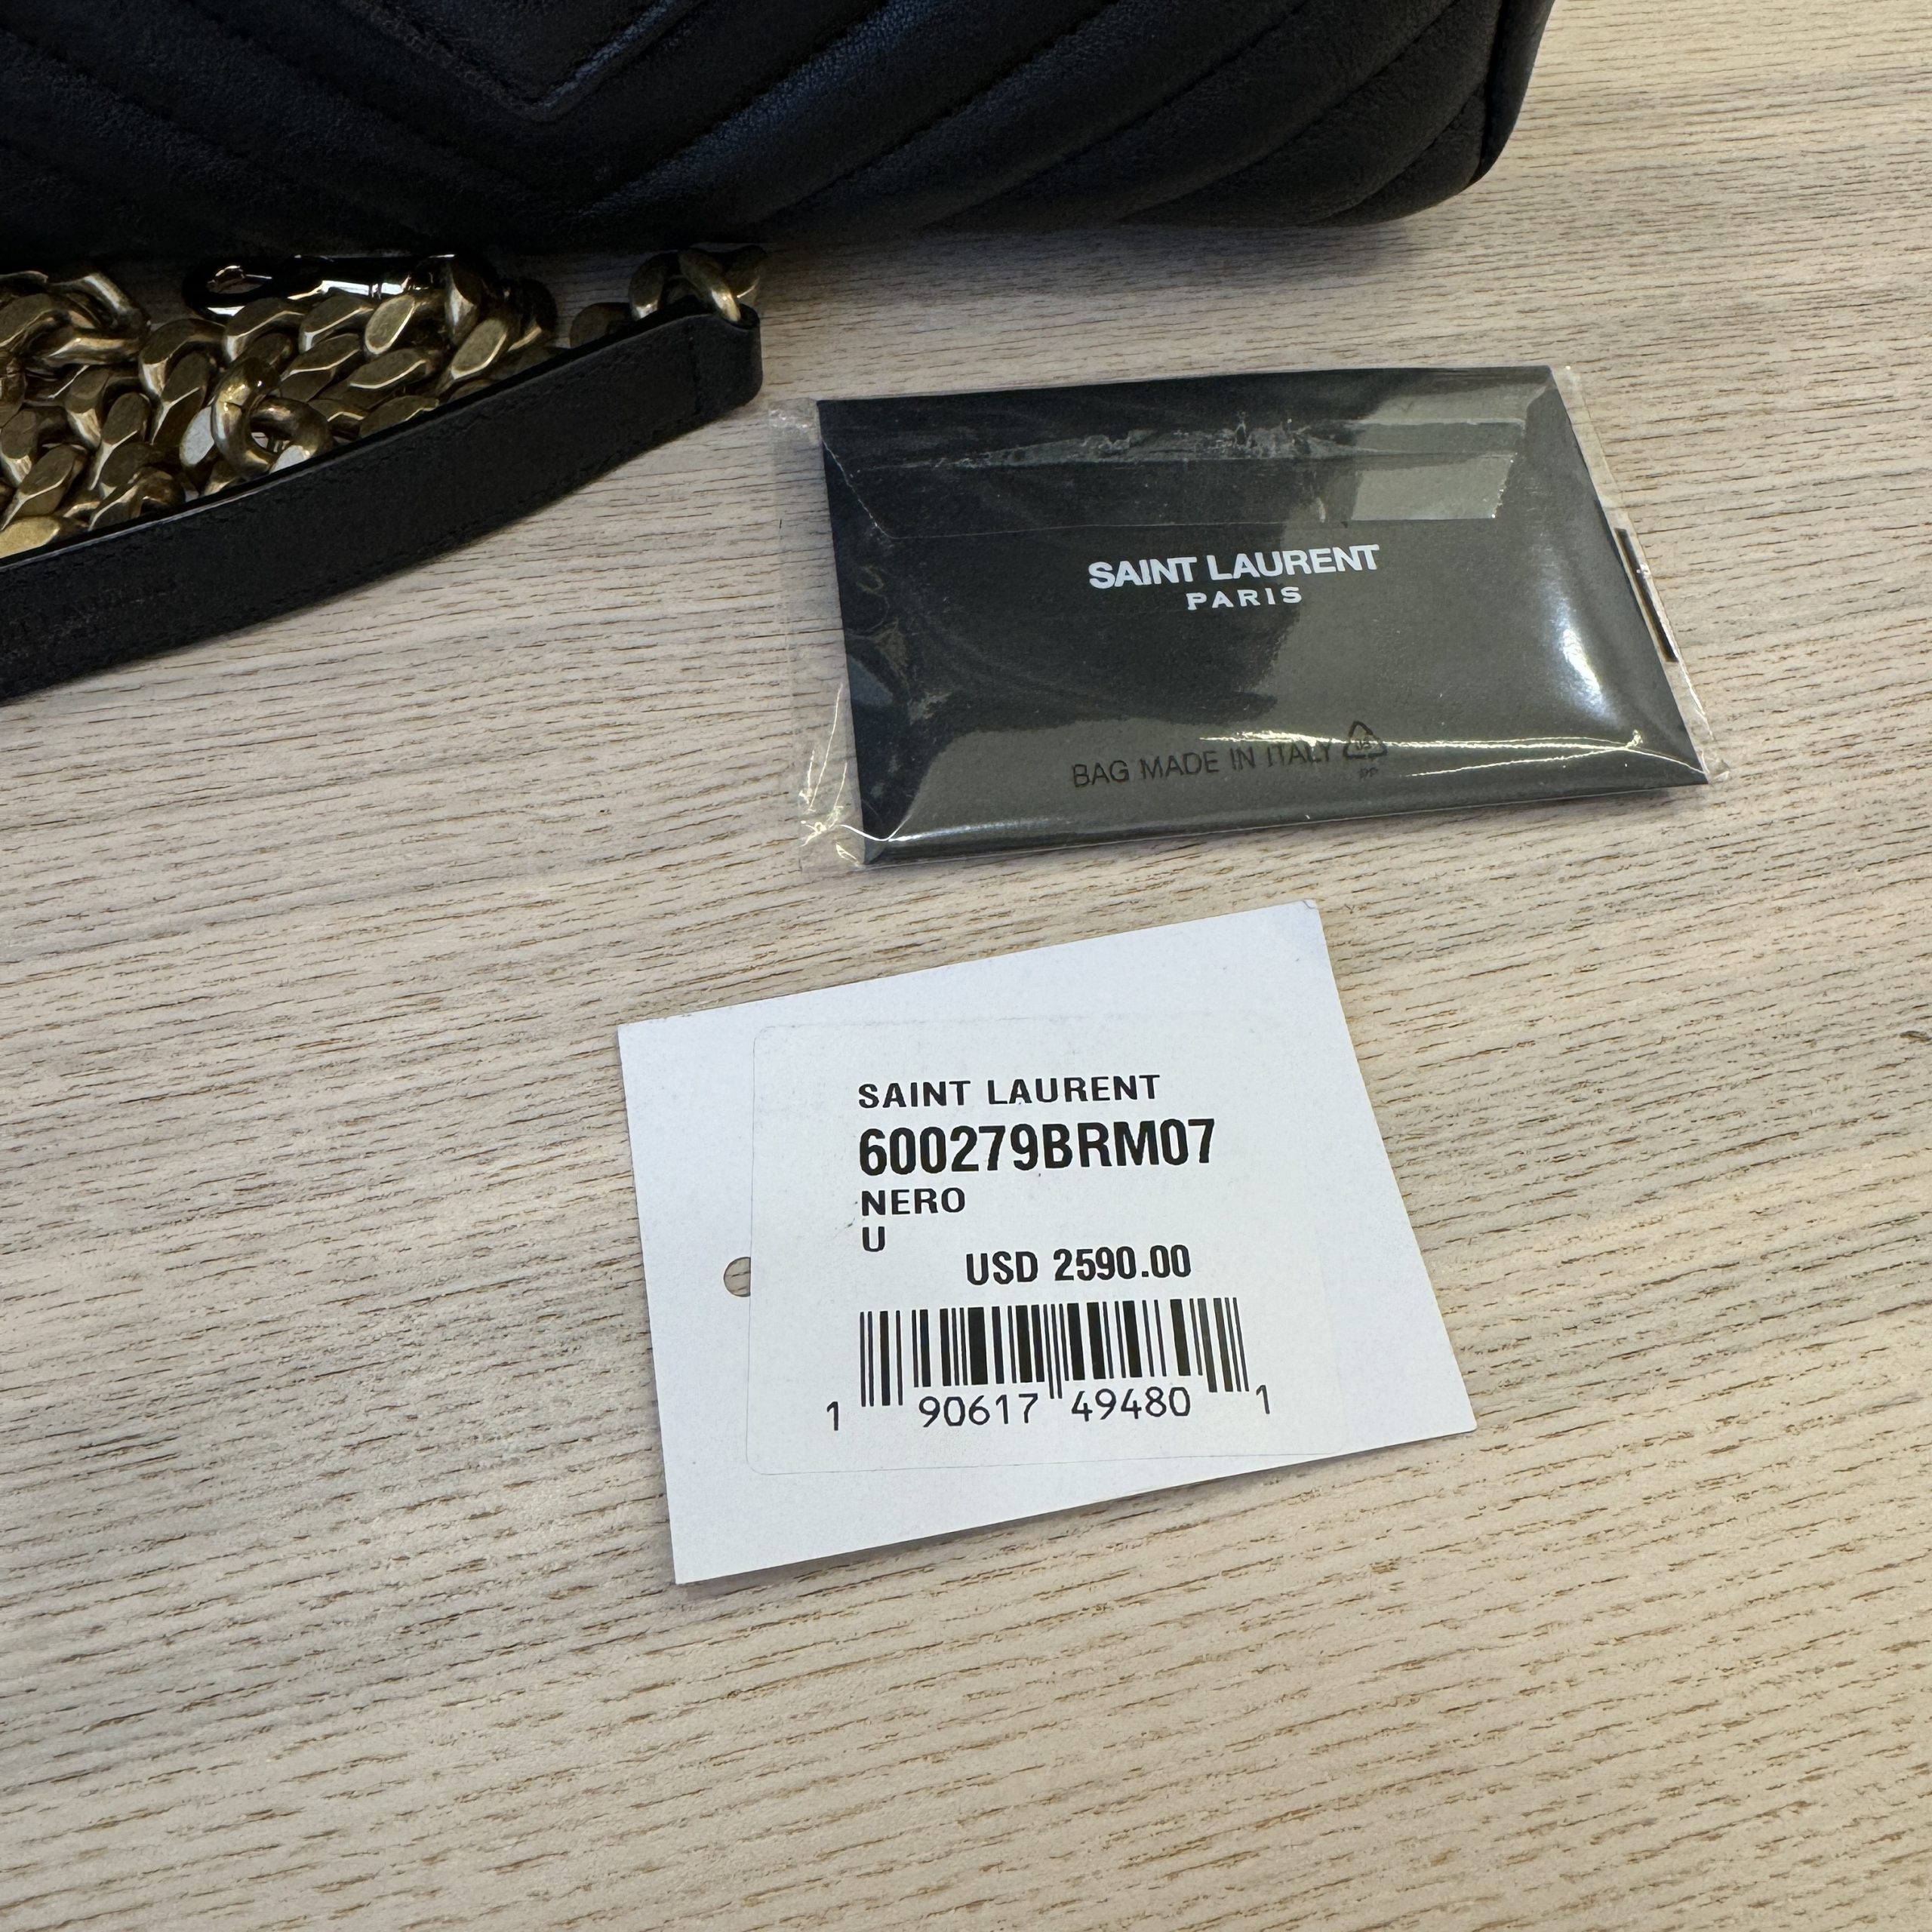 SAINT LAURENT
PARIS
BAG MADE IN ITALY
SAINT LAURENT
600279BRM07
NERO
U
USD 2590.00
1 90617 49480 1